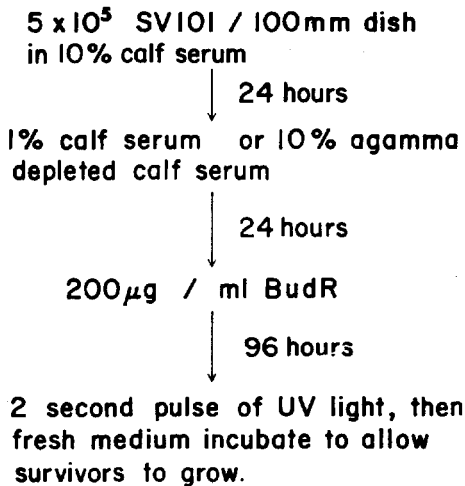 5 x 10⁵ SV101 / 100mm dish
in 10% calf serum
24 hours
1% calf serum or 10% agamma
depleted calf serum
24 hours
200μg / ml BudR
96 hours
2 second pulse of UV light, then
fresh medium incubate to allow
survivors to grow.